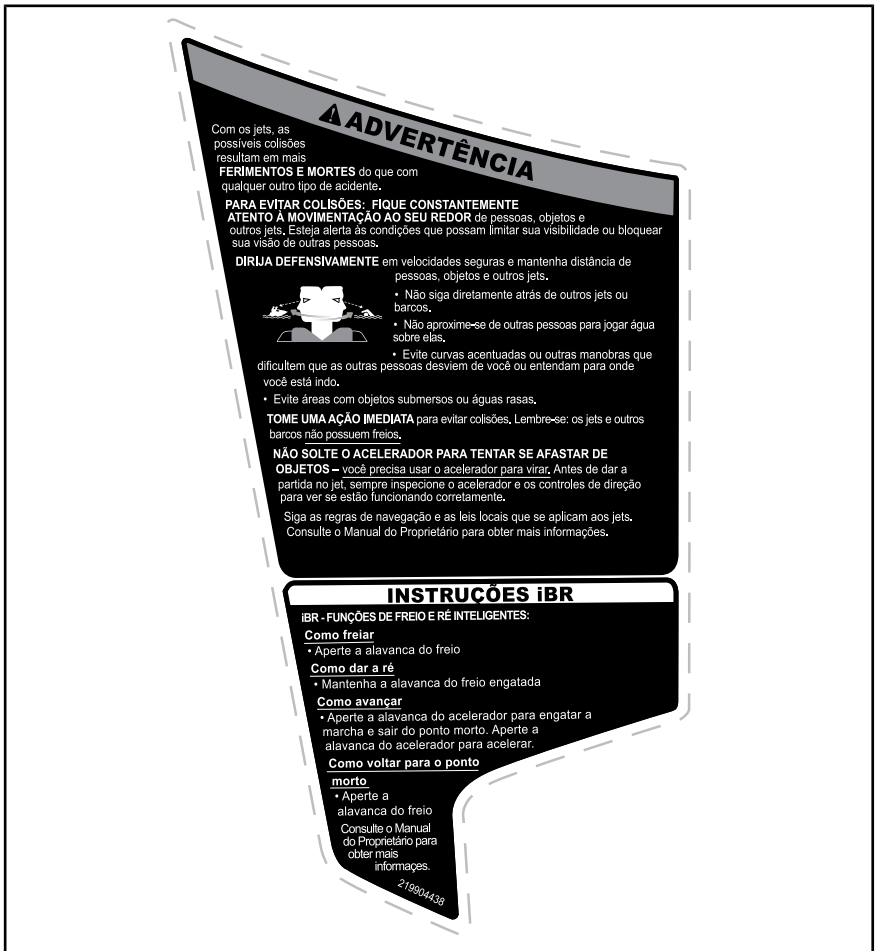 ADVERTÊNCIA
Com os jets, as
possíveis colisões
resultam em mais
FERIMENTOS E MORTES do que com
qualquer outro tipo de acidente.
PARA EVITAR COLISÕES: FIQUE CONSTANTEMENTE
ATENTO À MOVIMENTAÇÃO AO SEU REDOR de pessoas, objetos e
outros jets. Esteja alerta às condições que possam limitar sua visibilidade ou bloquear
sua visão de outras pessoas.
DIRIJA DEFENSIVAMENTE em velocidades seguras e mantenha distância de
pessoas, objetos e outros jets.
• Não siga diretamente atrás de outros jets ou
barcos.
• Não aproxime-se de outras pessoas para jogar água
sobre elas.
• Evite curvas acentuadas ou outras manobras que
dificultem que as outras pessoas desviem de você ou entendam para onde
você está indo.
• Evite áreas com objetos submersos ou águas rasas.
TOME UMA AÇÃO IMEDIATA para evitar colisões. Lembre-se: os jets e outros
barcos não possuem freios.
NÃO SOLTE O ACELERADOR PARA TENTAR SE AFASTAR DE
OBJETOS – você precisa usar o acelerador para virar. Antes de dar a
partida no jet, sempre inspecione o acelerador e os controles de direção
para ver se estão funcionando corretamente.
Siga as regras de navegação e as leis locais que se aplicam aos jets.
Consulte o Manual do Proprietário para obter mais informações.
INSTRUÇÕES iBR
iBR - FUNÇÕES DE FREIO E RÉ INTELIGENTES:
Como freiar
• Aperte a alavanca do freio
Como dar a ré
• Mantenha a alavanca do freio engatada
Como avançar
• Aperte a alavanca do acelerador para engatar a
marcha e sair do ponto morto. Aperte a
alavanca do acelerador para acelerar.
Como voltar para o ponto
morto
• Aperte a
alavanca do freio
Consulte o Manual
do Proprietário para
obter mais
informaçes.
219904438